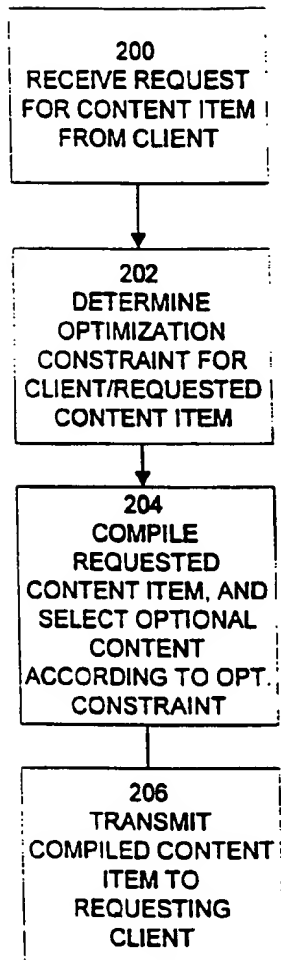 200
RECEIVE REQUEST
FOR CONTENT ITEM
FROM CLIENT
202
DETERMINE
OPTIMIZATION
CONSTRAINT FOR
CLIENT/REQUESTED
CONTENT ITEM
204
COMPILE
REQUESTED
CONTENT ITEM, AND
SELECT OPTIONAL
CONTENT
ACCORDING TO OPT.
CONSTRAINT
206
TRANSMIT
COMPILED CONTENT
ITEM TO
REQUESTING
CLIENT